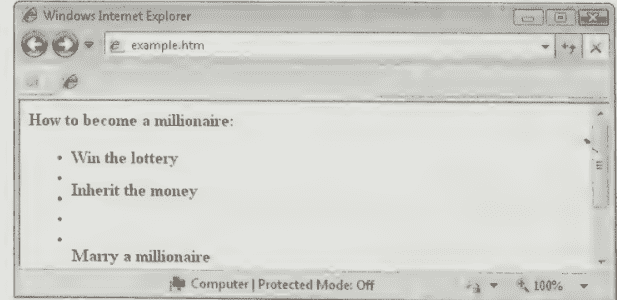 Windows Internet Explorer
example.htm
How to become a millionaire:
• Win the lottery
•
• Inherit the money
•
•
Marry a millionaire
Computer | Protected Mode: Off
100%